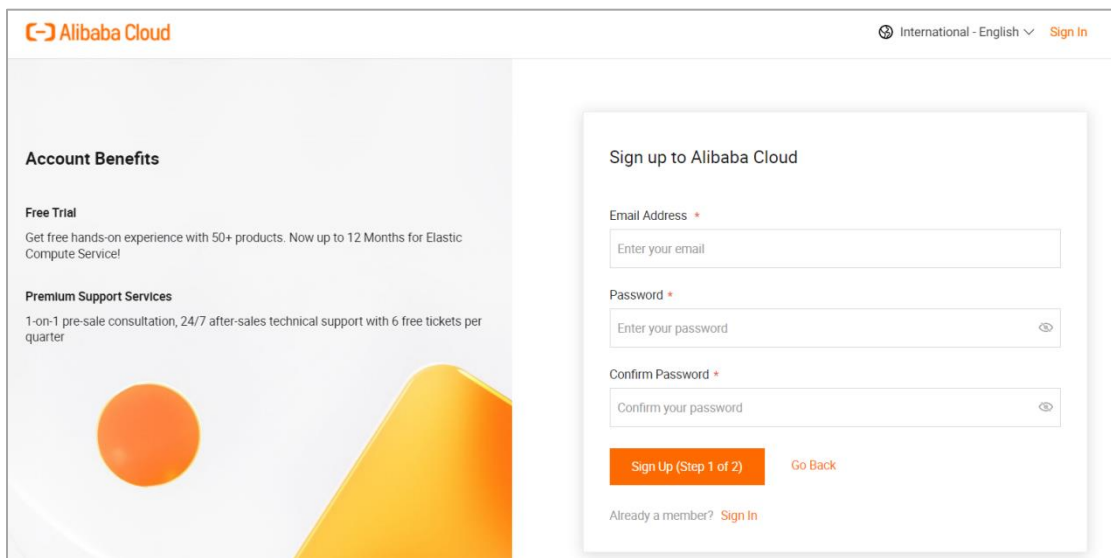 Alibaba Cloud
International - English
Sign In
Account Benefits
Free Trial
Get free hands-on experience with 50+ products. Now up to 12 Months for Elastic
Compute Service!
Premium Support Services
1-on-1 pre-sale consultation, 24/7 after-sales technical support with 6 free tickets per
quarter
Sign up to Alibaba Cloud
Email Address *
Enter your email
Password *
Enter your password
Confirm Password *
Confirm your password
Sign Up (Step 1 of 2)
Go Back
Already a member? Sign In